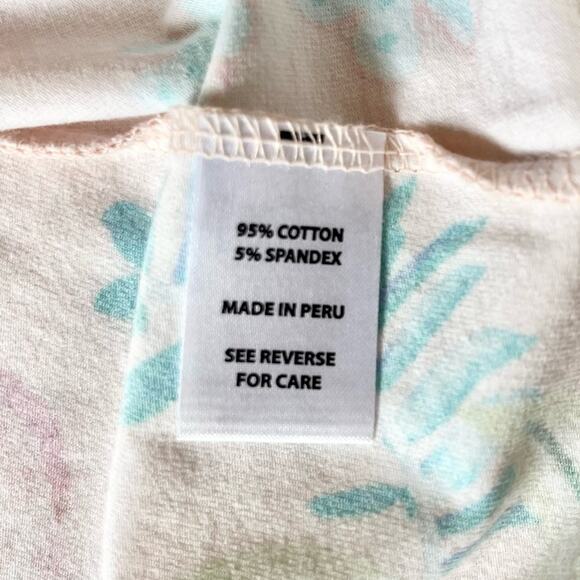 95% COTTON
5% SPANDEX
MADE IN PERU
SEE REVERSE
FOR CARE